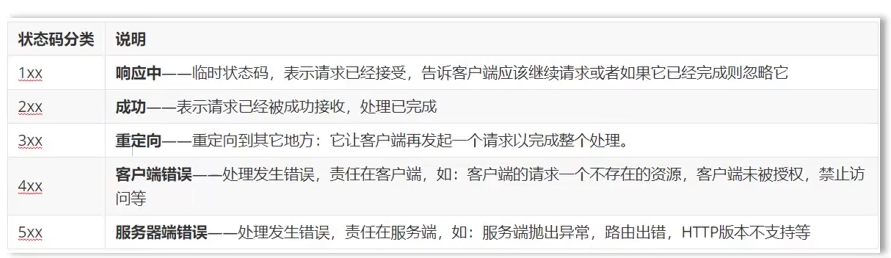 状态码分类 说明
1xx 响应中——临时状态码，表示请求已经接受，告诉客户端应该继续请求或者如果它已经完成则忽略它
2xx 成功——表示请求已经被成功接收，处理已完成
3xx 重定向——重定向到其它地方：它让客户端再发起一个请求以完成整个处理。
4xx 客户端错误——处理发生错误，责任在客户端，如：客户端的请求一个不存在的资源，客户端未被授权，禁止访
问等
5xx 服务器端错误——处理发生错误，责任在服务端，如：服务端抛出异常，路由出错，HTTP版本不支持等